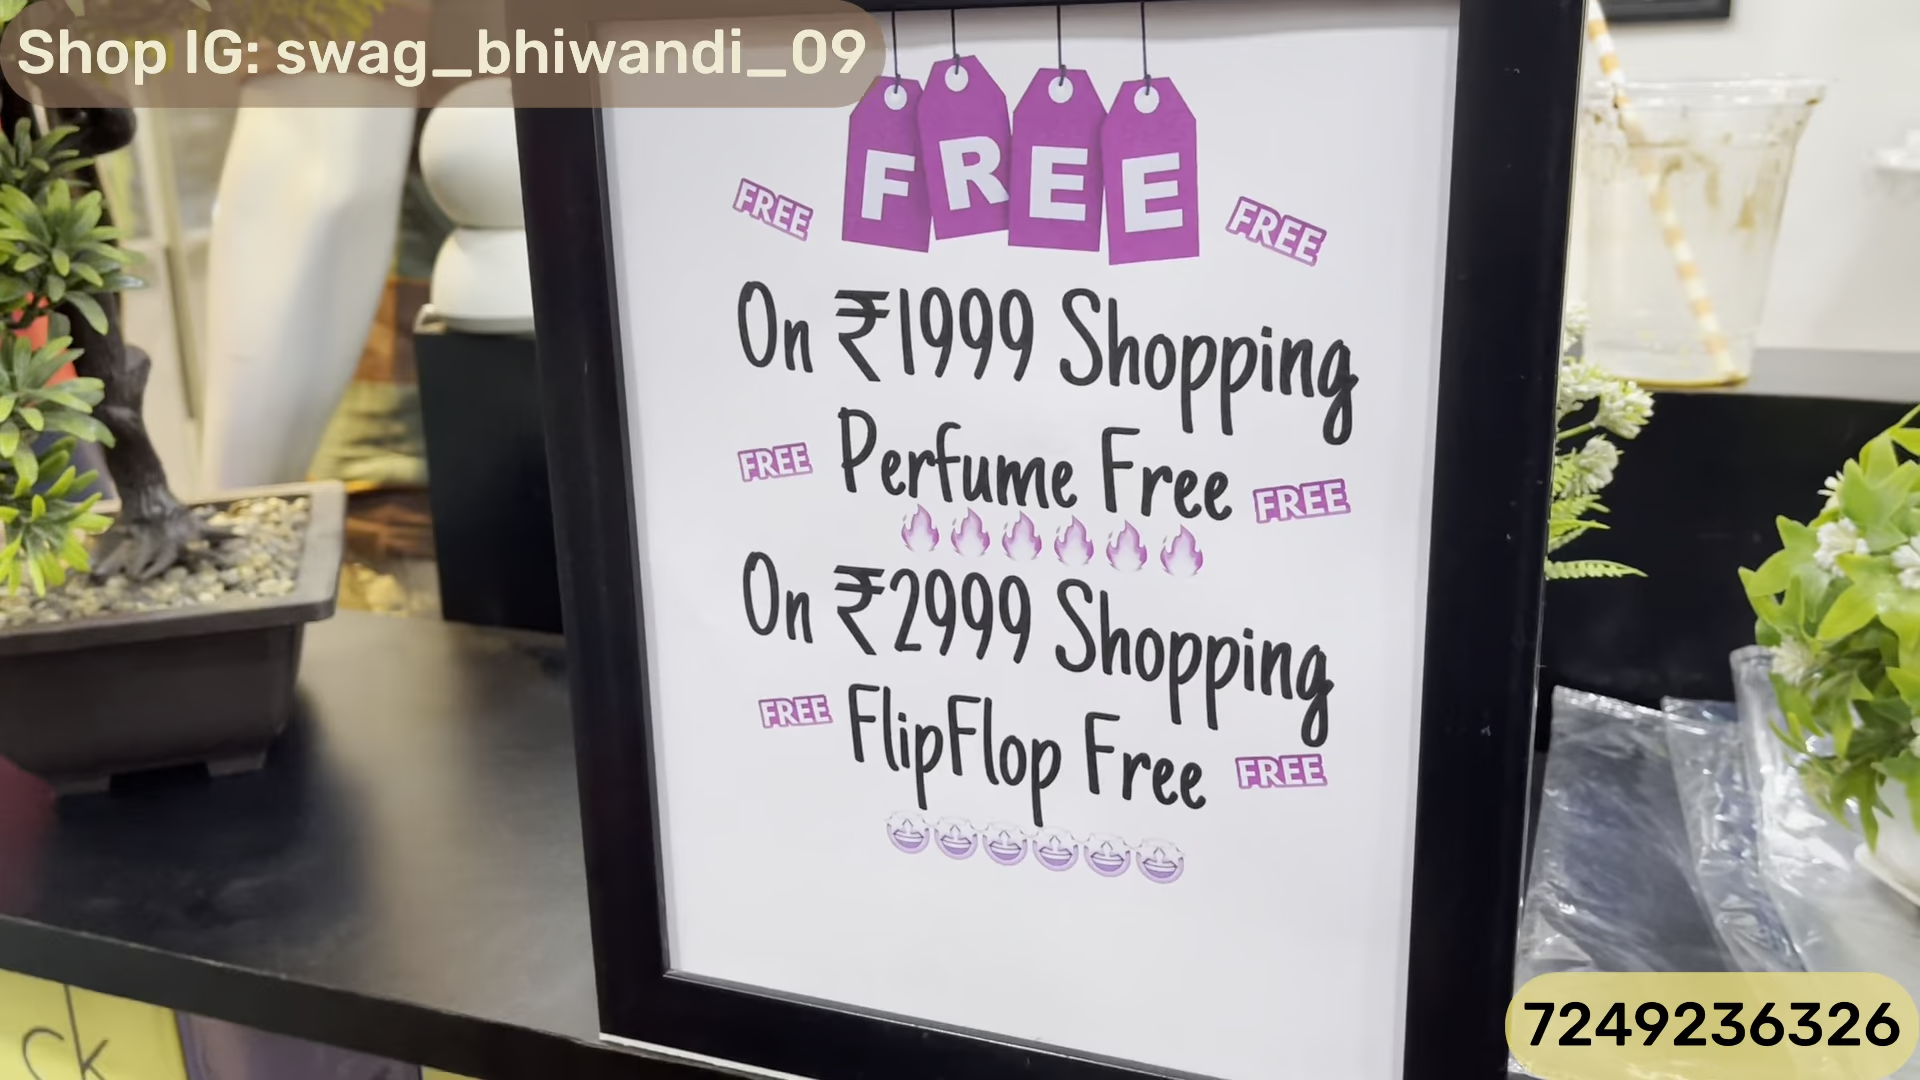 Shop IG: swag_bhiwandi_09
FREE
FREE
FREE
On ₹1999 Shopping
FREE Perfume Free FREE
On ₹2999 Shopping
FREE FlipFlop Free FREE
ck
7249236326